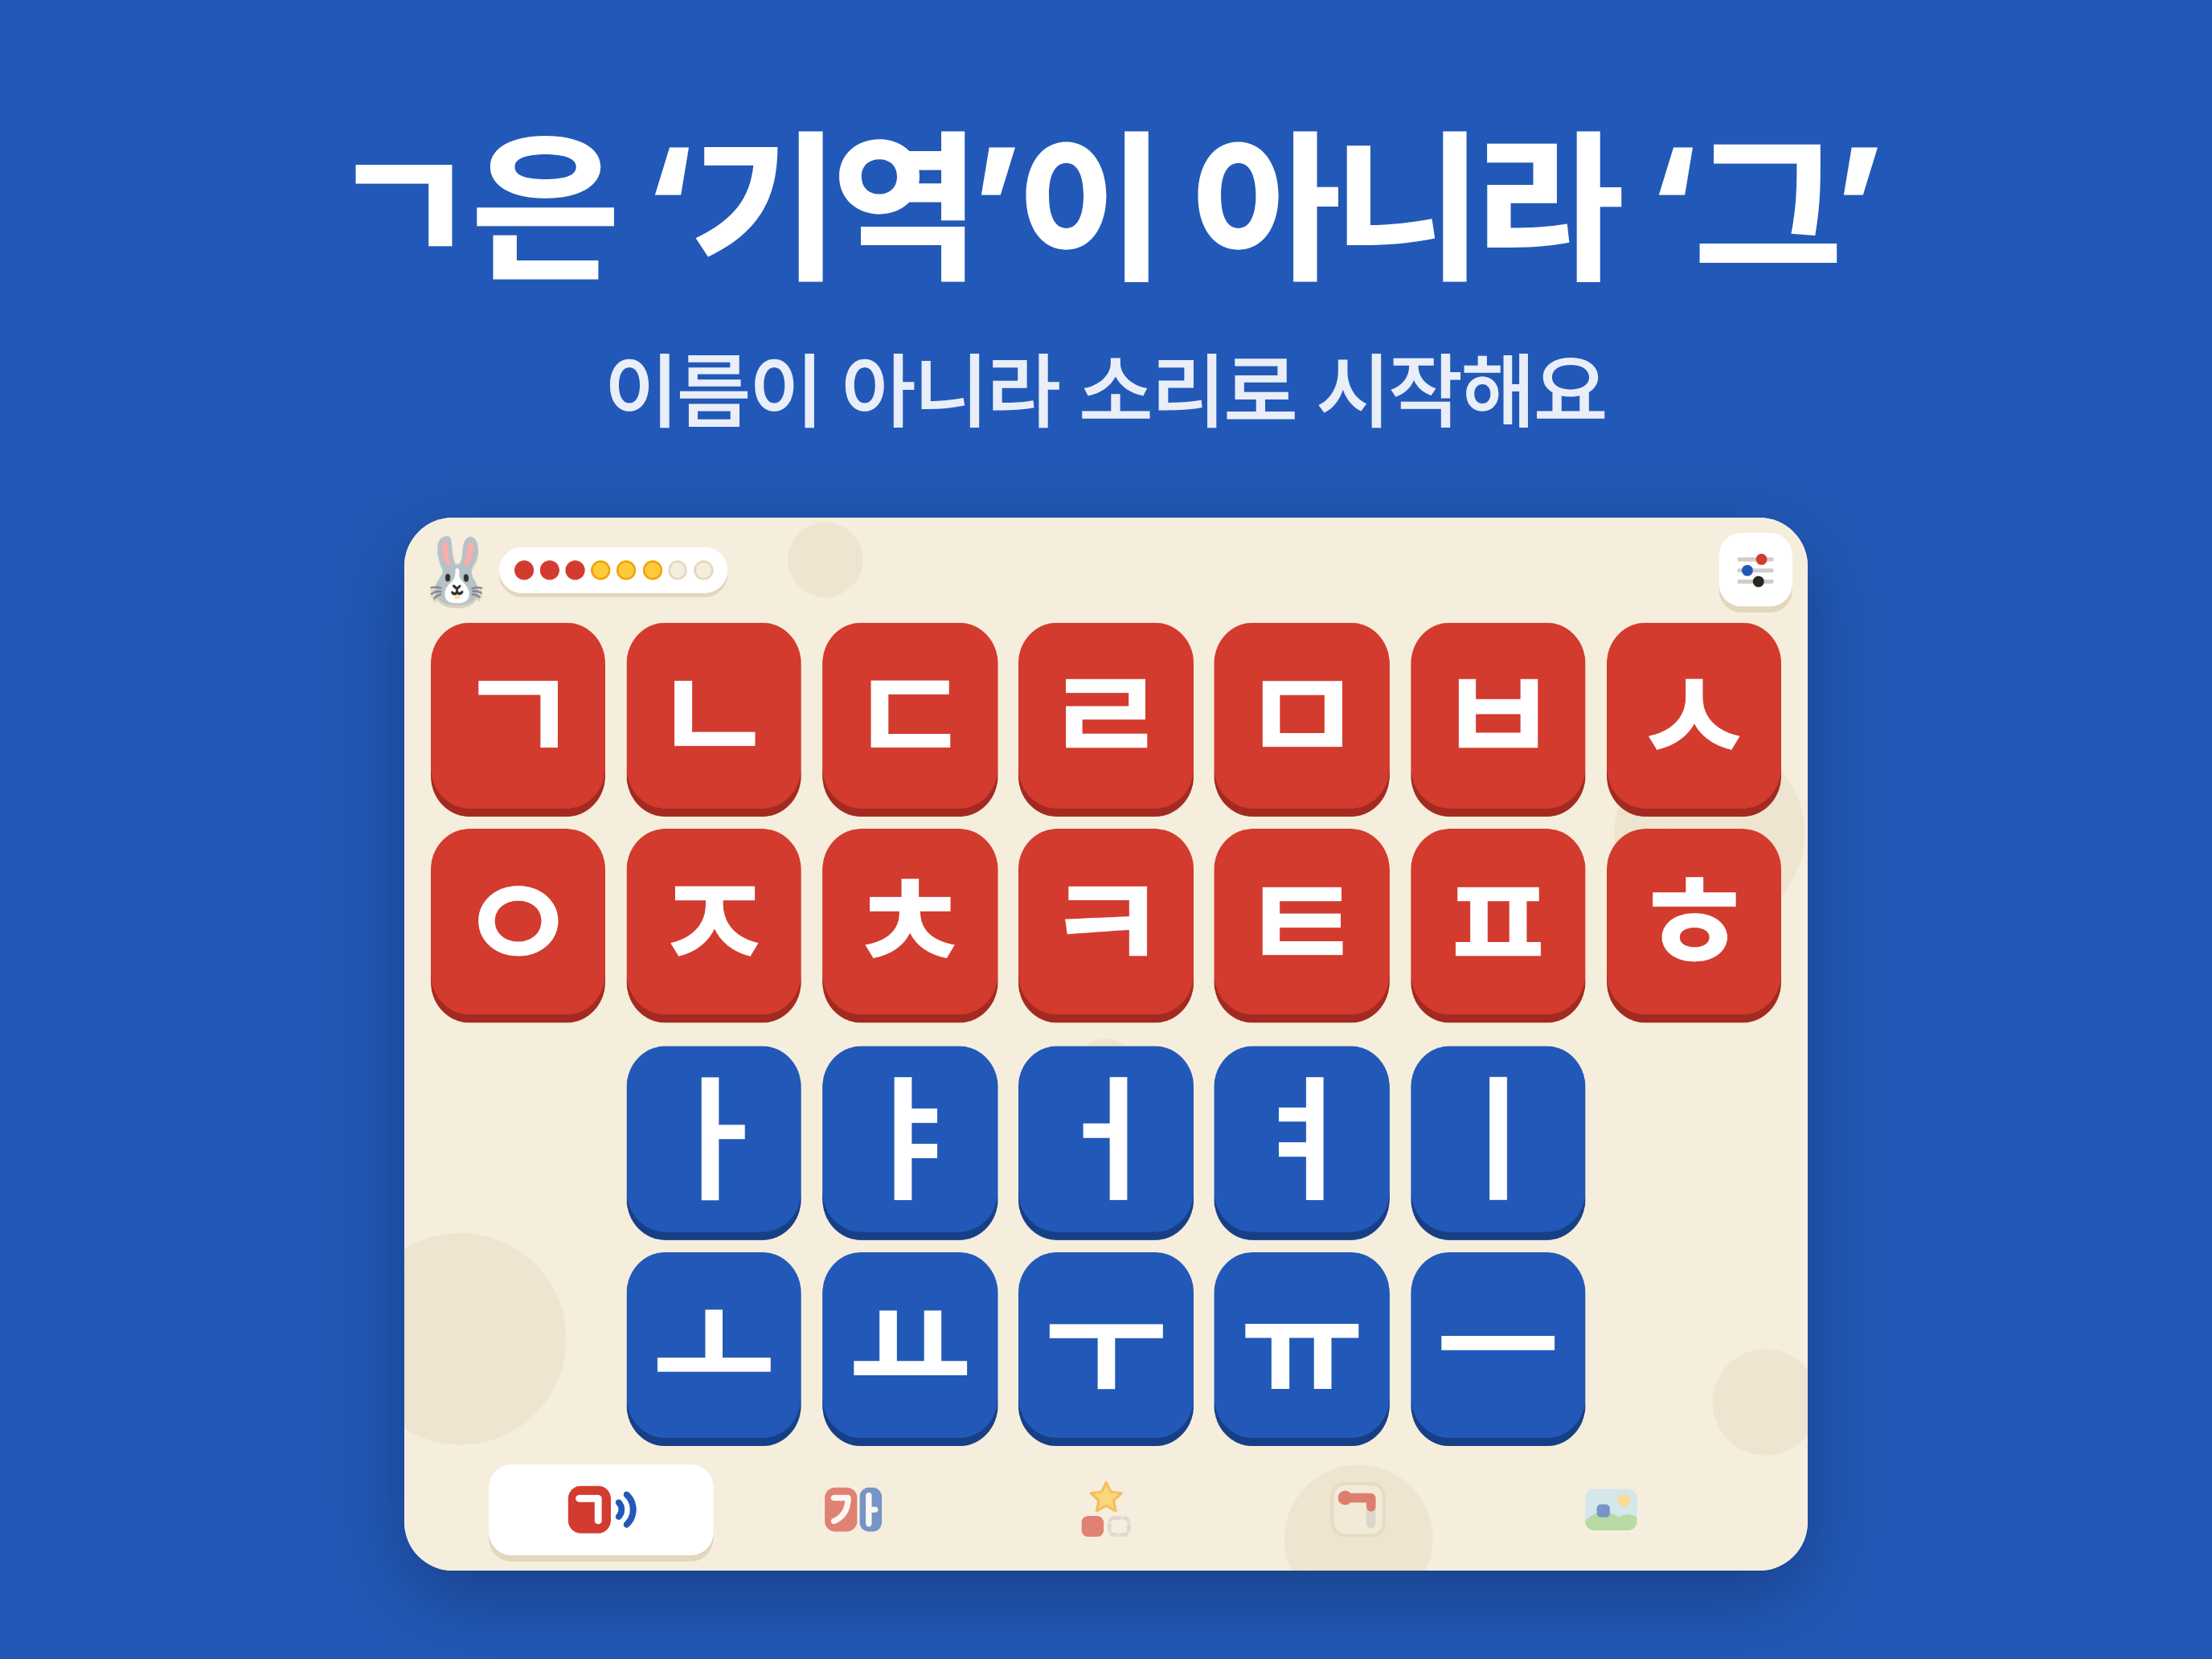 ㄱ은 ‘기역’이 아니라 ‘그’
이름이 아니라 소리로 시작해요
ㄱ ㄴ ㄷ ㄹ ㅁ ㅂ ㅅ
ㅇ ㅈ ㅊ ㅋ ㅌ ㅍ ㅎ
ㅏ ㅑ ㅓ ㅕ ㅣ
ㅗ ㅛ ㅜ ㅠ ㅡ
ㄱ 가 ㄱ